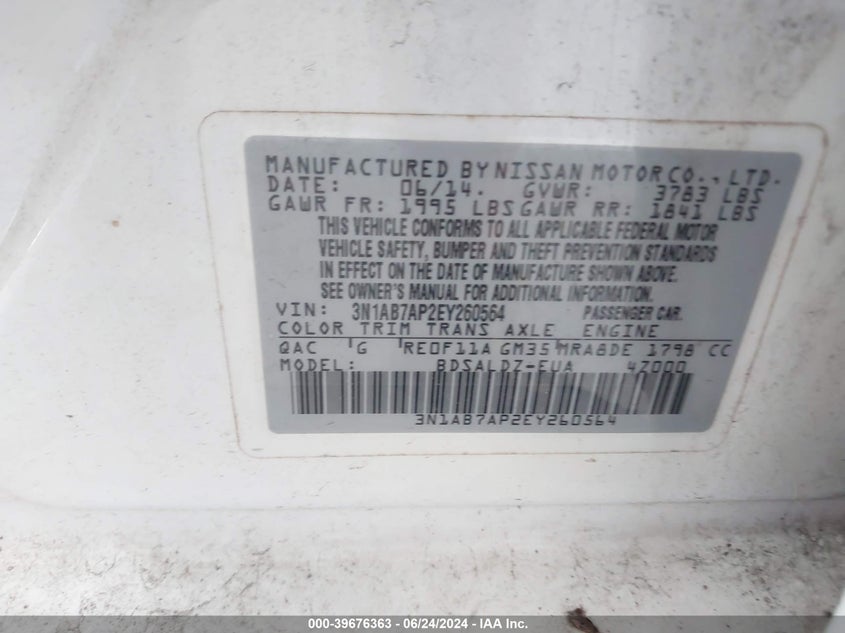 MANUFACTURED BY NISSAN MOTOR CO., LTD.
DATE: 06/14. GVWR: 3783 LBS
GAWR FR: 1995 LBS GAWR RR: 1841 LBS
THIS VEHICLE CONFORMS TO ALL APPLICABLE FEDERAL MOTOR
VEHICLE SAFETY, BUMPER AND THEFT PREVENTION STANDARDS
IN EFFECT ON THE DATE OF MANUFACTURE SHOWN ABOVE.
SEE OWNER'S MANUAL FOR ADDITIONAL INFORMATION.
VIN: 3N1AB7AP2EY260564 PASSENGER CAR.
COLOR TRIM TRANS AXLE ENGINE
QAC G RE0F11A GM35 MRA8DE 1798 CC
MODEL: BDSALDZ-EUA 4Z000
3N1AB7AP2EY260564
000-39676363 - 06/24/2024 - IAA Inc.